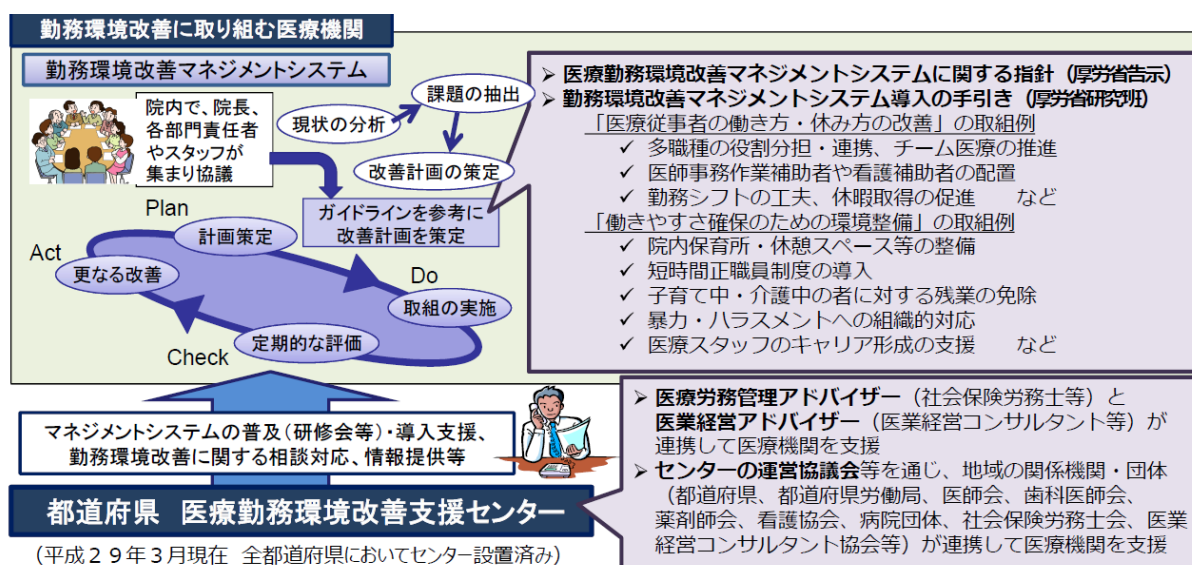 勤務環境改善に取り組む医療機関
勤務環境改善マネジメントシステム
院内で、院長、
各部門責任者
やスタッフが
集まり協議
現状の分析
課題の抽出
改善計画の策定
ガイドラインを参考に
改善計画を策定
Plan
計画策定
Act
更なる改善
Do
取組の実施
定期的な評価
Check
➢ 医療勤務環境改善マネジメントシステムに関する指針（厚労省告示）
➢ 勤務環境改善マネジメントシステム導入の手引き（厚労省研究班）
「医療従事者の働き方・休み方の改善」の取組例
✓ 多職種の役割分担・連携、チーム医療の推進
✓ 医師事務作業補助者や看護補助者の配置
✓ 勤務シフトの工夫、休暇取得の促進　など
「働きやすさ確保のための環境整備」の取組例
✓ 院内保育所・休憩スペース等の整備
✓ 短時間正職員制度の導入
✓ 子育て中・介護中の者に対する残業の免除
✓ 暴力・ハラスメントへの組織的対応
✓ 医療スタッフのキャリア形成の支援　など
マネジメントシステムの普及（研修会等）・導入支援、
勤務環境改善に関する相談対応、情報提供等
都道府県　医療勤務環境改善支援センター
（平成２９年３月現在　全都道府県においてセンター設置済み）
➢ 医療労務管理アドバイザー（社会保険労務士等）と
医業経営アドバイザー（医業経営コンサルタント等）が
連携して医療機関を支援
➢ センターの運営協議会等を通じ、地域の関係機関・団体
（都道府県、都道府県労働局、医師会、歯科医師会、
薬剤師会、看護協会、病院団体、社会保険労務士会、医業
経営コンサルタント協会等）が連携して医療機関を支援